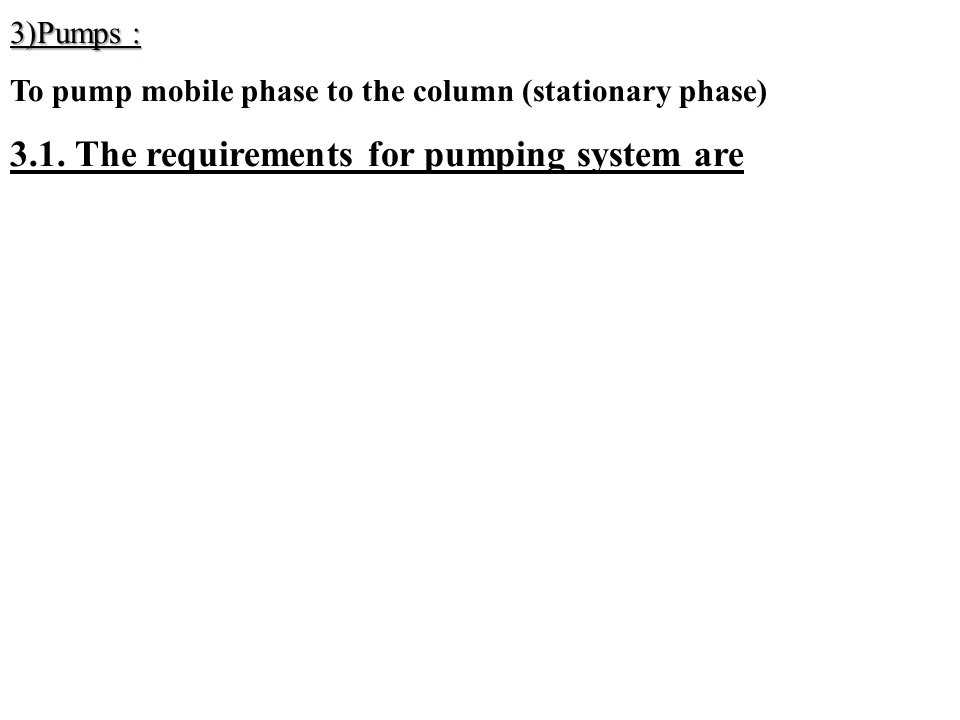 3)Pumps :
To pump mobile phase to the column (stationary phase)
3.1. The requirements for pumping system are